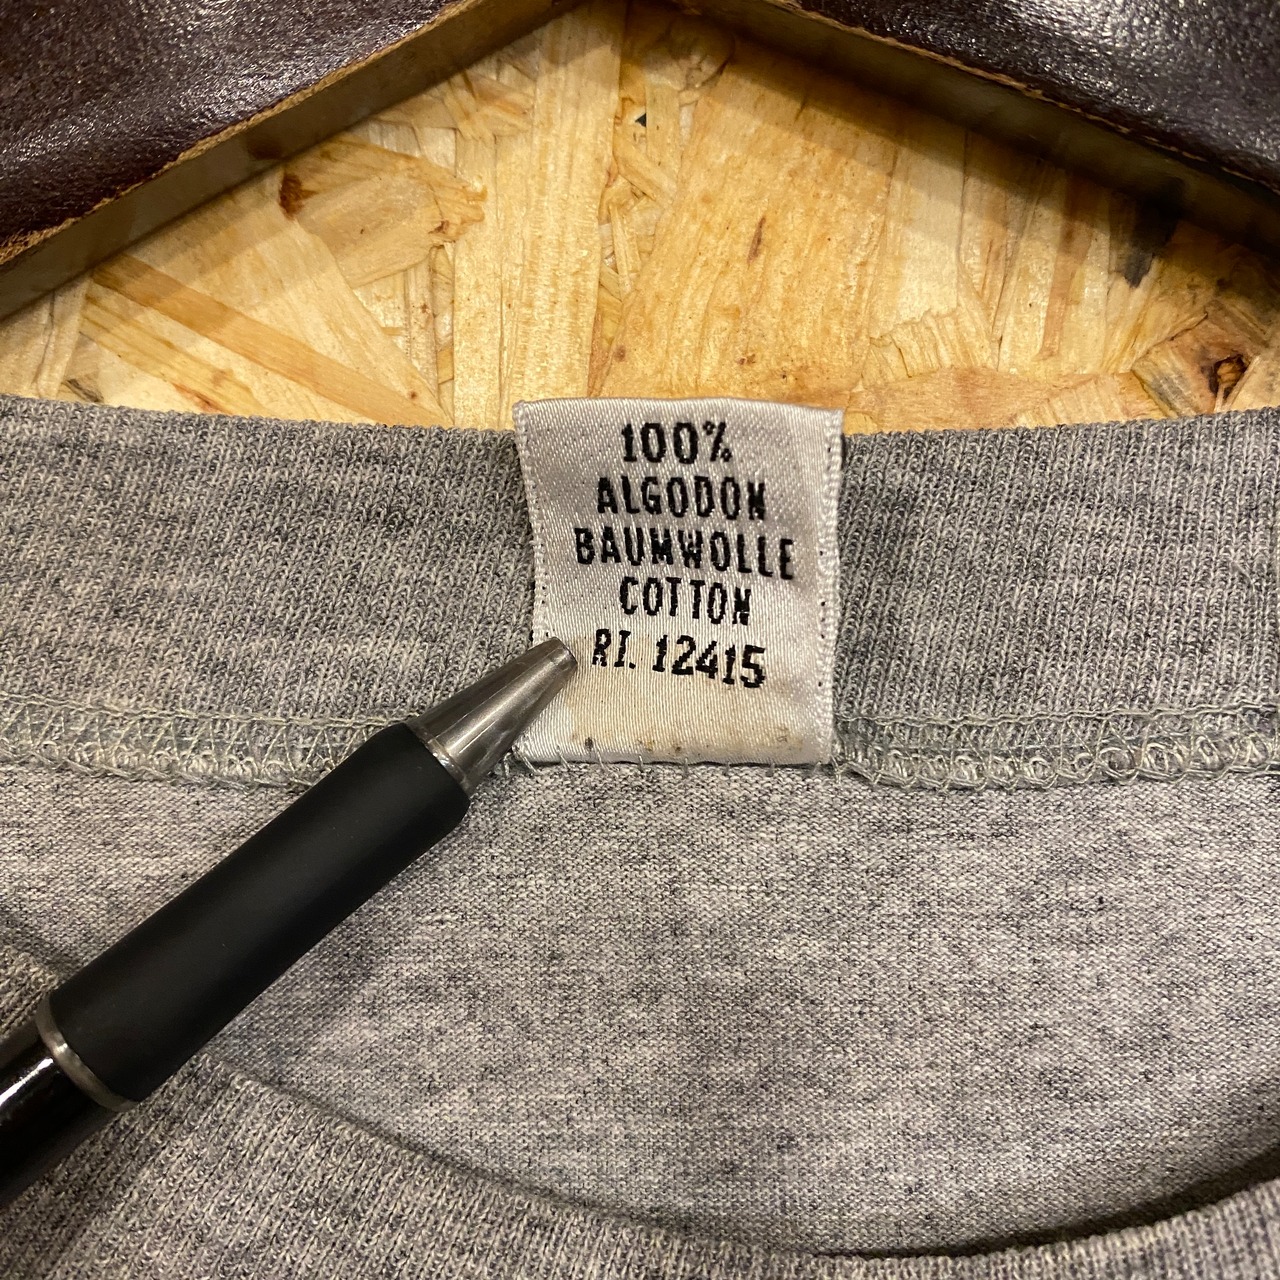 100%
ALGODON
BAUMWOLLE
COTTON
RI. 12415